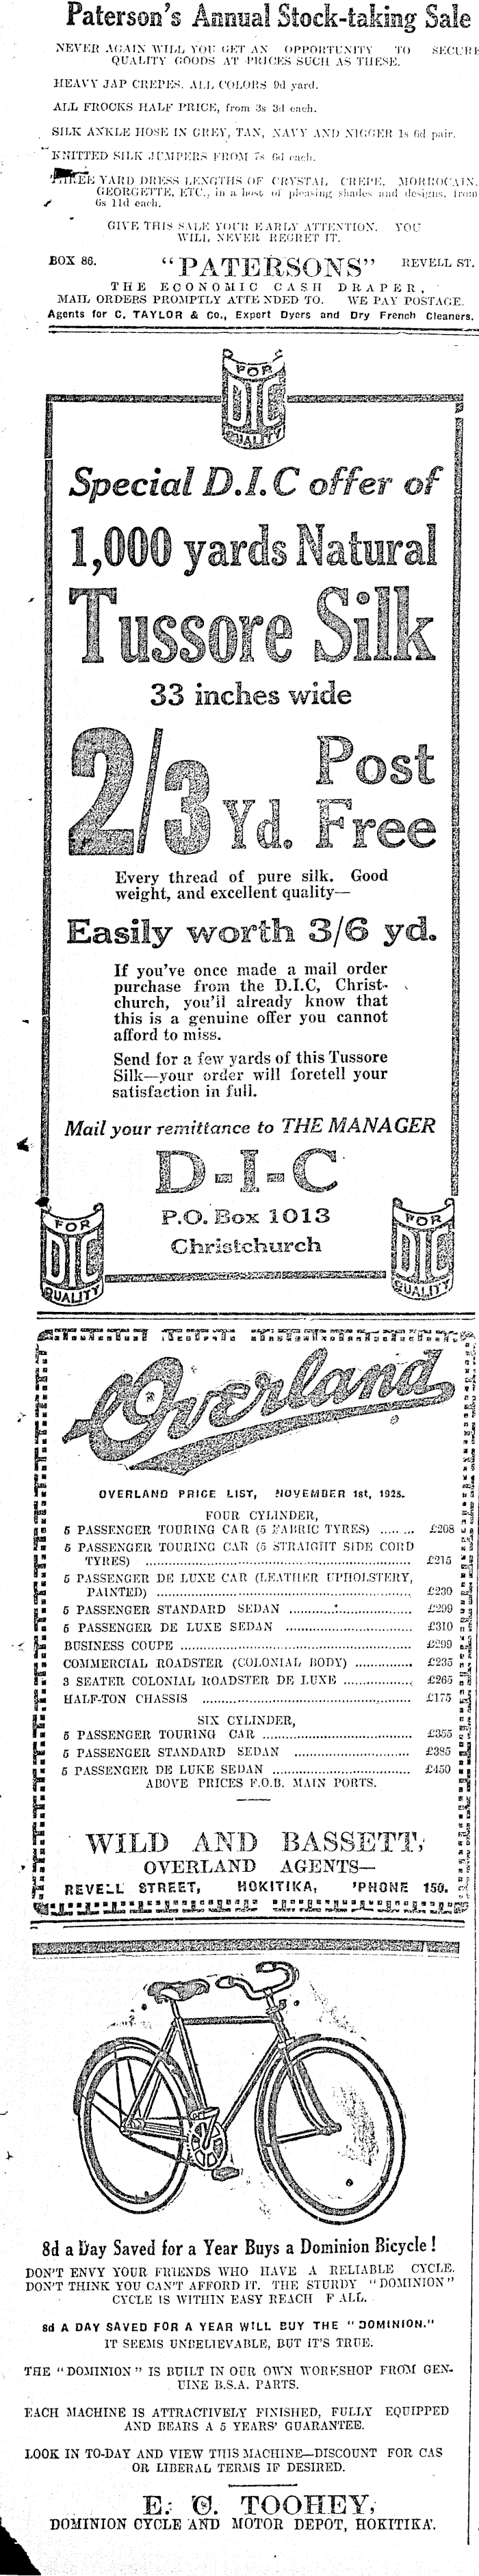 Paterson's Annual Stock-taking Sale
NEVER AGAIN WILL YOU GET AN OPPORTUNITY TO SECURE
QUALITY GOODS AT PRICES SUCH AS THESE.
HEAVY JAP CREPES. ALL COLORS 9d yard.
ALL FROCKS HALF PRICE, from 3s 3d each.
SILK ANKLE HOSE IN GREY, TAN, NAVY AND NIGGER 1s 6d pair.
KNITTED SILK JUMPERS FROM 7s 6d each.
THREE YARD DRESS LENGTHS OF CRYSTAL CREPE, MORROCAIN,
GEORGETTE, ETC., in a host of pleasing shades and designs, from
6s 11d each.
GIVE THIS SALE YOUR EARLY ATTENTION. YOU
WILL NEVER REGRET IT.
BOX 86. "PATERSONS" REVELL ST.
THE ECONOMIC CASH DRAPER,
MAIL ORDERS PROMPTLY ATTENDED TO. WE PAY POSTAGE.
Agents for C. TAYLOR & Co., Expert Dyers and Dry French Cleaners.
FOR
DIC
QUALITY
Special D.I.C offer of
1,000 yards Natural
Tussore Silk
33 inches wide
2/3 Yd. Post Free
Every thread of pure silk. Good
weight, and excellent quality—
Easily worth 3/6 yd.
If you've once made a mail order
purchase from the D.I.C, Christ-
church, you'll already know that
this is a genuine offer you cannot
afford to miss.
Send for a few yards of this Tussore
Silk—your order will foretell your
satisfaction in full.
Mail your remittance to THE MANAGER
D-I-C
P.O. Box 1013
Christchurch
FOR
DIC
QUALITY
FOR
DIC
QUALITY
Overland
OVERLAND PRICE LIST, NOVEMBER 1st, 1925.
FOUR CYLINDER,
5 PASSENGER TOURING CAR (5 FABRIC TYRES) ........ £208
5 PASSENGER TOURING CAR (5 STRAIGHT SIDE CORD
TYRES) ........ £215
5 PASSENGER DE LUXE CAR (LEATHER UPHOLSTERY,
PAINTED) ........ £230
5 PASSENGER STANDARD SEDAN ........ £299
5 PASSENGER DE LUXE SEDAN ........ £310
BUSINESS COUPE ........ £299
COMMERCIAL ROADSTER (COLONIAL BODY) ........ £235
3 SEATER COLONIAL ROADSTER DE LUXE ........ £265
HALF-TON CHASSIS ........ £175
SIX CYLINDER,
5 PASSENGER TOURING CAR ........ £355
5 PASSENGER STANDARD SEDAN ........ £385
5 PASSENGER DE LUKE SEDAN ........ £450
ABOVE PRICES F.O.B. MAIN PORTS.
WILD AND BASSETT,
OVERLAND AGENTS—
REVELL STREET, HOKITIKA, 'PHONE 150.
8d a Day Saved for a Year Buys a Dominion Bicycle!
DON'T ENVY YOUR FRIENDS WHO HAVE A RELIABLE CYCLE.
DON'T THINK YOU CAN'T AFFORD IT. THE STURDY "DOMINION"
CYCLE IS WITHIN EASY REACH F ALL.
8d A DAY SAVED FOR A YEAR WILL BUY THE "DOMINION."
IT SEEMS UNBELIEVABLE, BUT IT'S TRUE.
THE "DOMINION" IS BUILT IN OUR OWN WORKSHOP FROM GEN-
UINE B.S.A. PARTS.
EACH MACHINE IS ATTRACTIVELY FINISHED, FULLY EQUIPPED
AND BEARS A 5 YEARS' GUARANTEE.
LOOK IN TO-DAY AND VIEW THIS MACHINE—DISCOUNT FOR CAS
OR LIBERAL TERMS IF DESIRED.
E. C. TOOHEY,
DOMINION CYCLE AND MOTOR DEPOT, HOKITIKA.